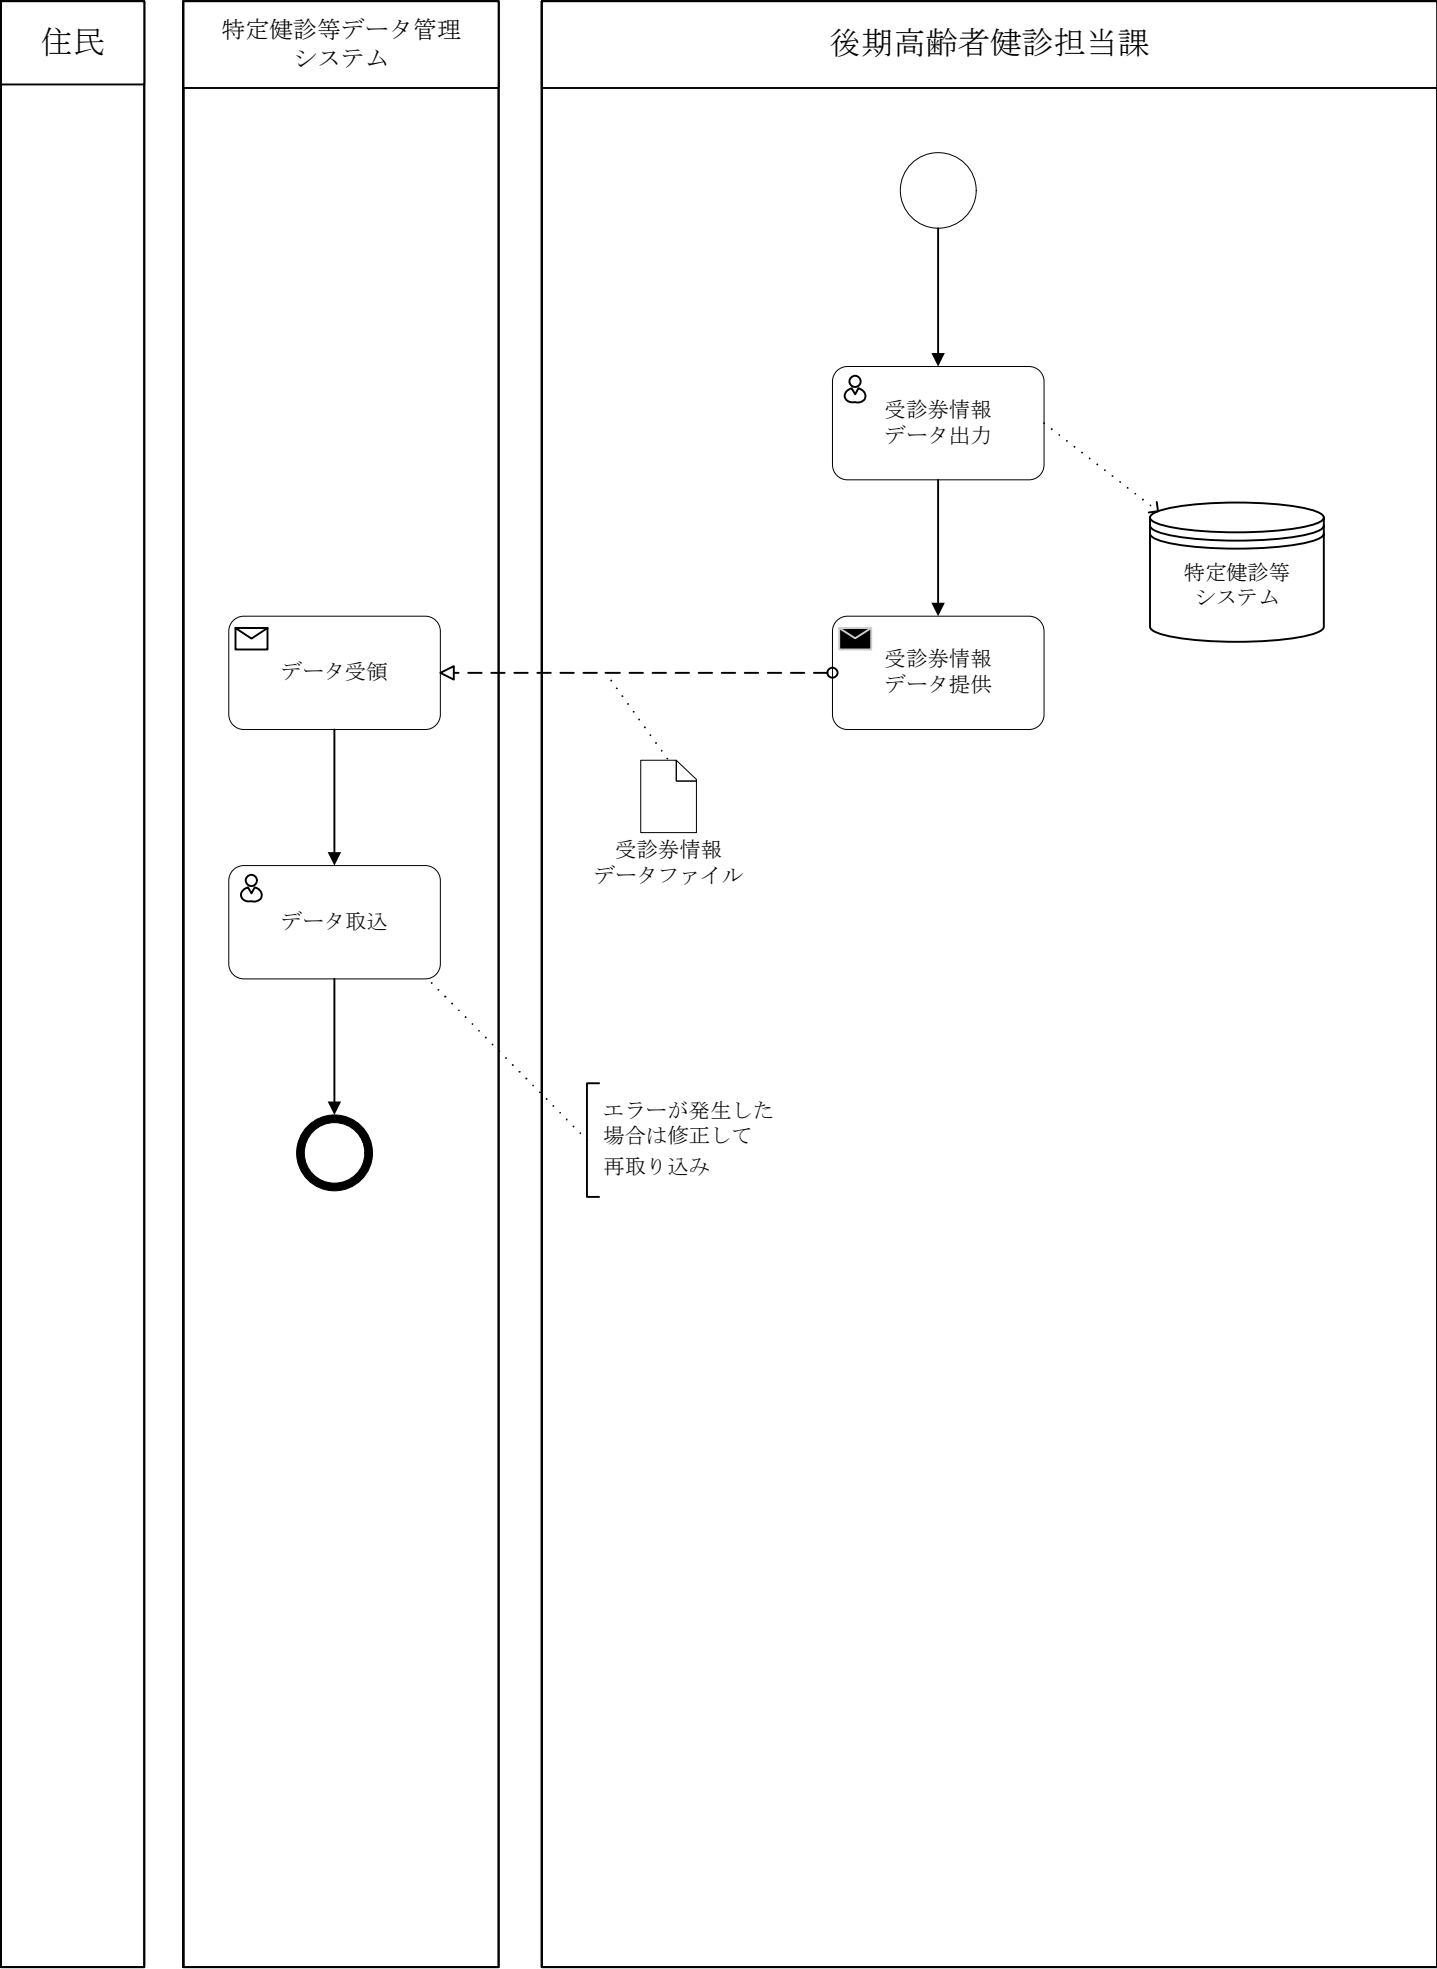 住民
特定健診等データ管理
システム
後期高齢者健診担当課
受診券情報
データ出力
特定健診等
システム
データ受領
受診券情報
データ提供
受診券情報
データファイル
データ取込
エラーが発生した
場合は修正して
再取り込み